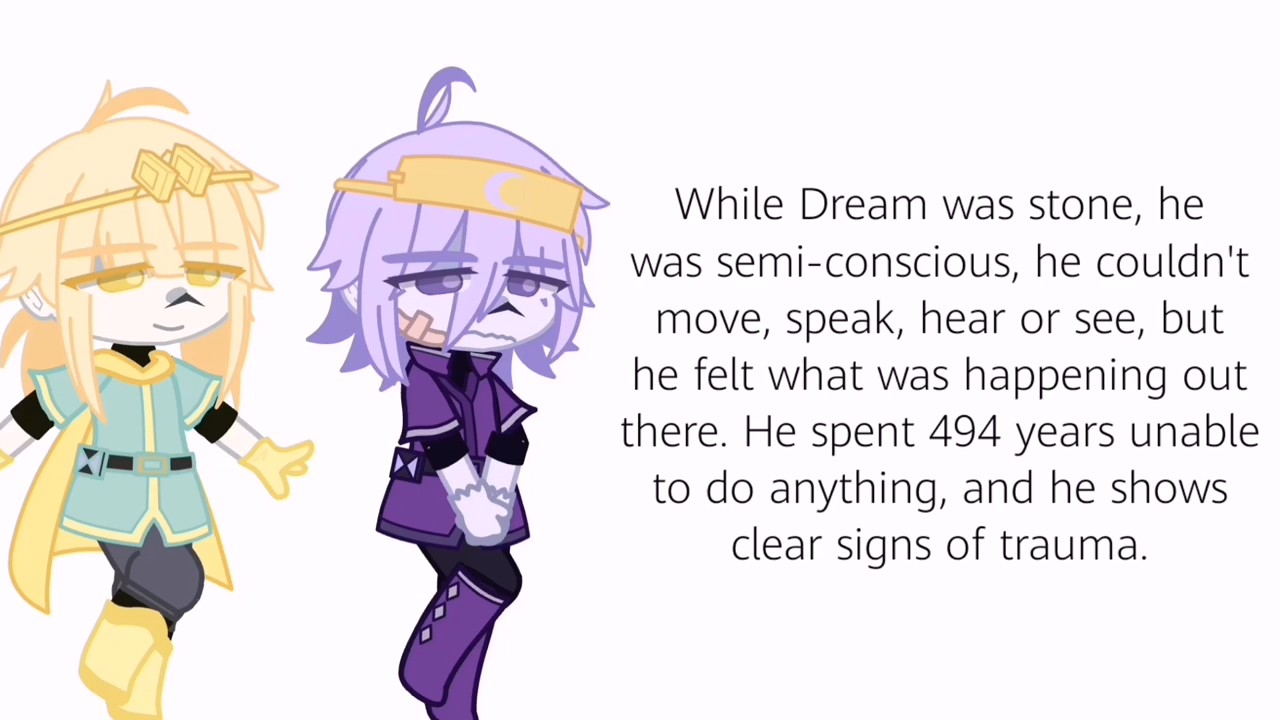 While Dream was stone, he
was semi-conscious, he couldn't
move, speak, hear or see, but
he felt what was happening out
there. He spent 494 years unable
to do anything, and he shows
clear signs of trauma.